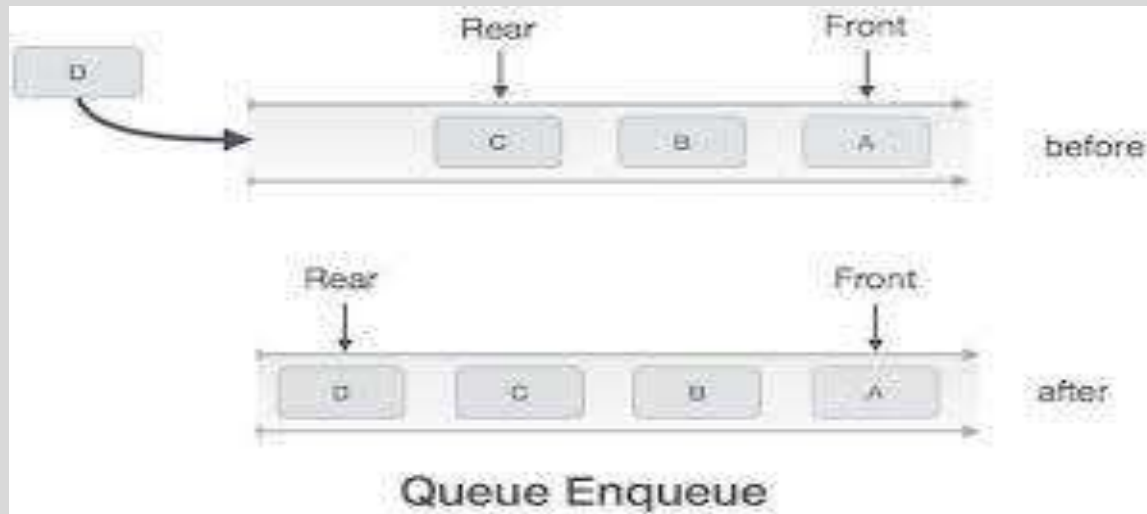 Rear Front
D
C B A
before
Rear Front
D C B A
after
Queue Enqueue